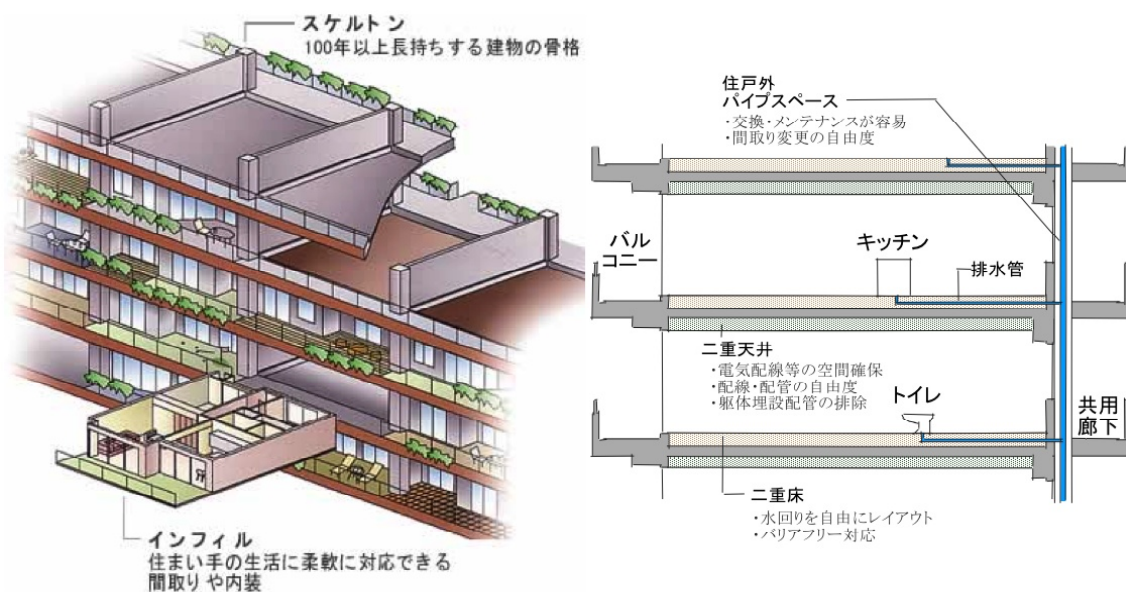 スケルトン
100年以上長持ちする建物の骨格
インフィル
住まい手の生活に柔軟に対応できる
間取りや内装
住戸外
パイプスペース
・交換・メンテナンスが容易
・間取り変更の自由度
バル
コニー
キッチン
排水管
二重天井
・電気配線等の空間確保
・配線・配管の自由度
・躯体埋設配管の排除
トイレ
共用
廊下
二重床
・水回りを自由にレイアウト
・バリアフリー対応